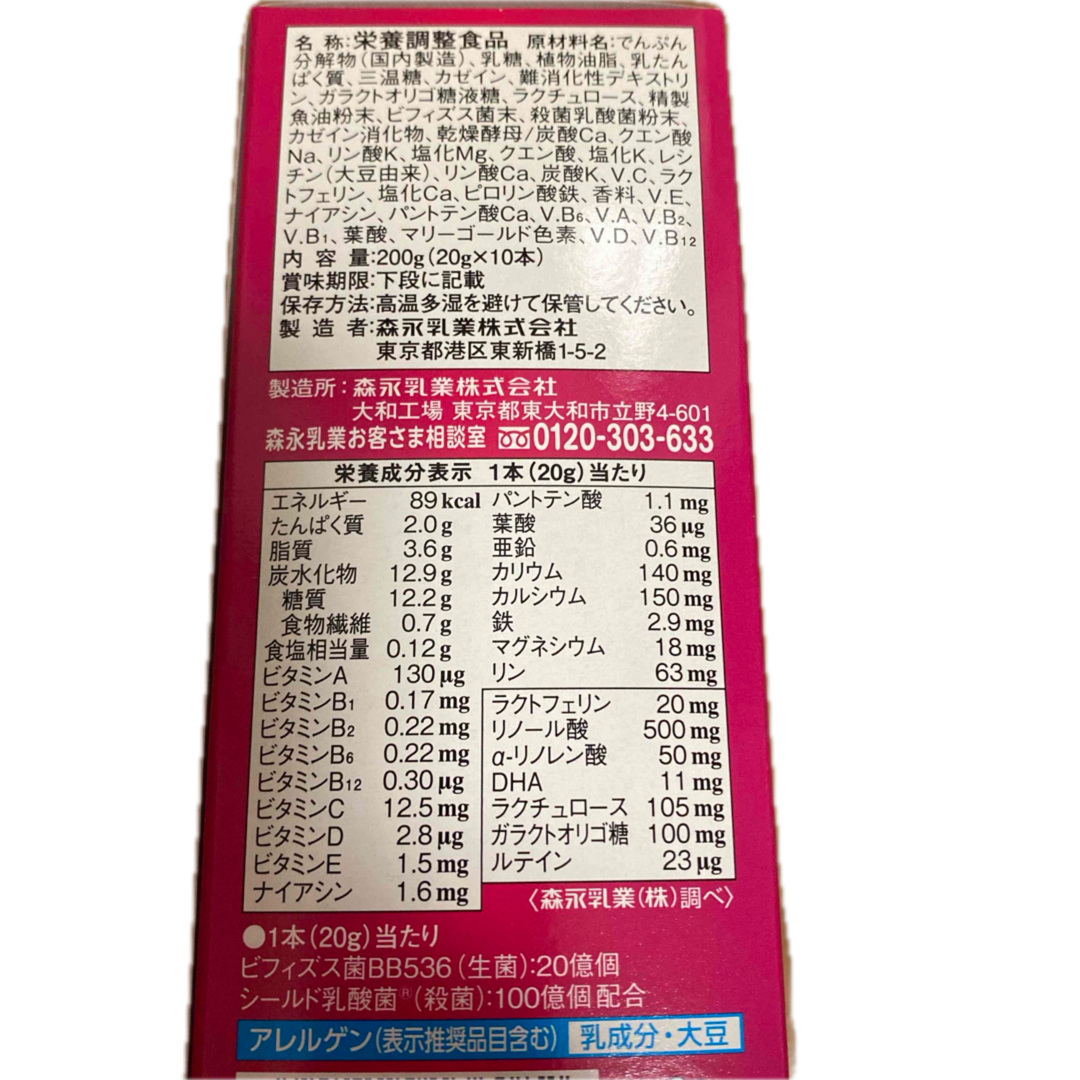 名 称:栄養調整食品 原材料名:でんぷん
分解物(国内製造)、乳糖、植物油脂、乳たん
ぱく質、三温糖、カゼイン、難消化性デキストリ
ン、ガラクトオリゴ糖液糖、ラクチュロース、精製
魚油粉末、ビフィズス菌末、殺菌乳酸菌粉末、
カゼイン消化物、乾燥酵母/炭酸Ca、クエン酸
Na、リン酸K、塩化Mg、クエン酸、塩化K、レシ
チン(大豆由来)、リン酸Ca、炭酸K、V.C、ラク
トフェリン、塩化Ca、ピロリン酸鉄、香料、V.E、
ナイアシン、パントテン酸Ca、V.B6、V.A、V.B2、
V.B1、葉酸、マリーゴールド色素、V.D、V.B12
内 容 量:200g(20g×10本)
賞味期限:下段に記載
保存方法:高温多湿を避けて保管してください。
製 造 者:森永乳業株式会社
東京都港区東新橋1-5-2
製造所:森永乳業株式会社
大和工場 東京都東大和市立野4-601
森永乳業お客さま相談室 0120-303-633
栄養成分表示 1本(20g)当たり
エネルギー 89kcal
たんぱく質 2.0g
脂質 3.6g
炭水化物 12.9g
糖質 12.2g
食物繊維 0.7g
食塩相当量 0.12g
ビタミンA 130μg
ビタミンB1 0.17mg
ビタミンB2 0.22mg
ビタミンB6 0.22mg
ビタミンB12 0.30μg
ビタミンC 12.5mg
ビタミンD 2.8μg
ビタミンE 1.5mg
ナイアシン 1.6mg
パントテン酸 1.1mg
葉酸 36μg
亜鉛 0.6mg
カリウム 140mg
カルシウム 150mg
鉄 2.9mg
マグネシウム 18mg
リン 63mg
ラクトフェリン 20mg
リノール酸 500mg
α-リノレン酸 50mg
DHA 11mg
ラクチュロース 105mg
ガラクトオリゴ糖 100mg
ルテイン 23μg
〈森永乳業(株)調べ〉
●1本(20g)当たり
ビフィズス菌BB536(生菌):20億個
シールド乳酸菌®(殺菌):100億個配合
アレルゲン(表示推奨品目含む) 乳成分・大豆